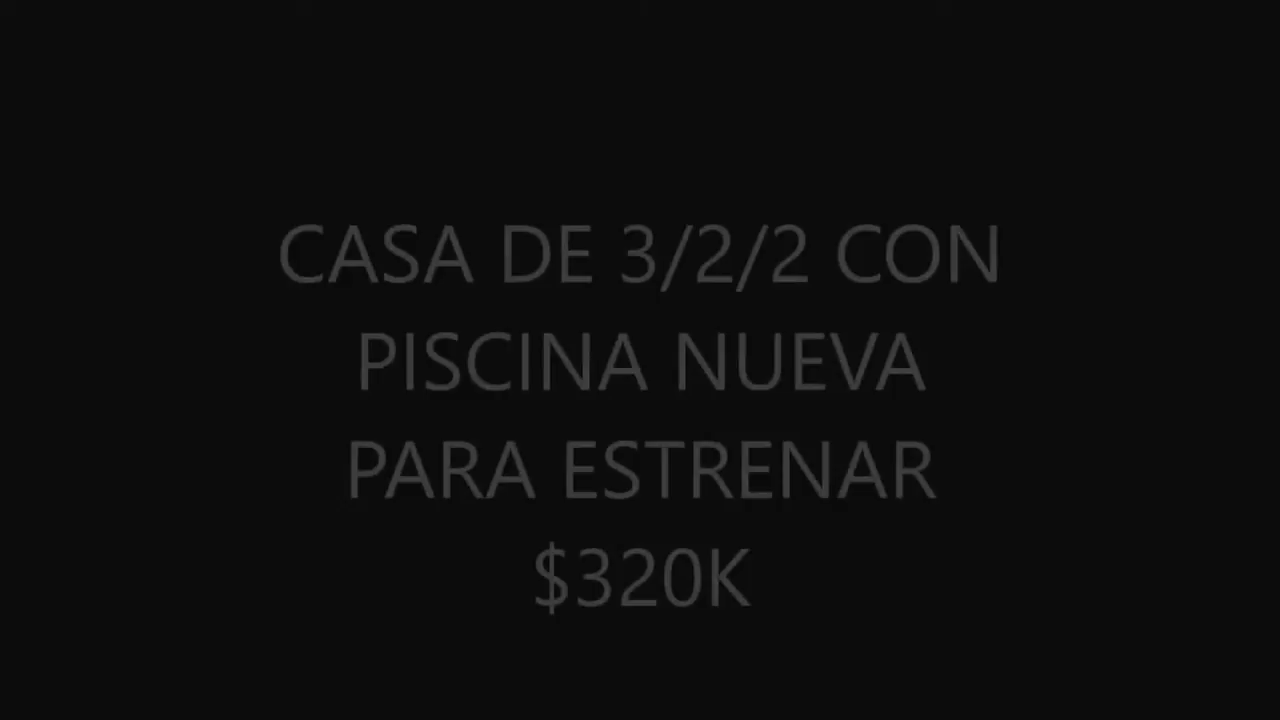 CASA DE 3/2/2 CON
PISCINA NUEVA
PARA ESTRENAR
$320K